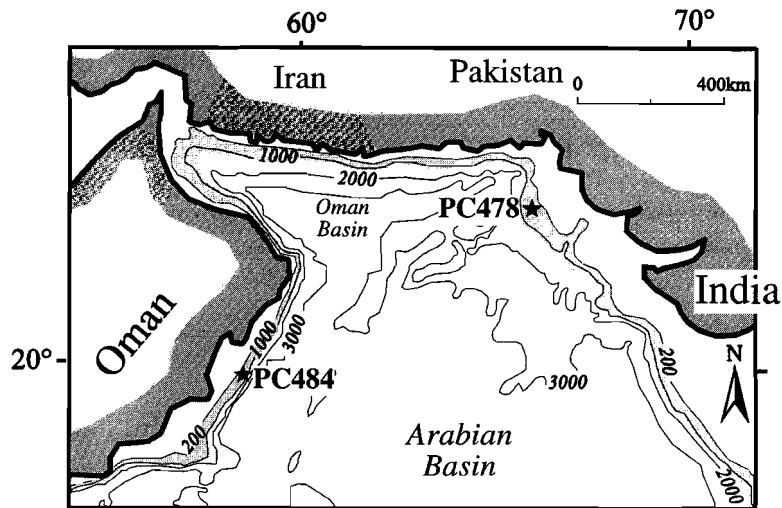 60° 70°
Iran Pakistan
0 400km
1000
2000
Oman
Basin
PC478
India
Oman
1000
3000
20°
PC484
200
200
N
3000
Arabian
Basin
2000